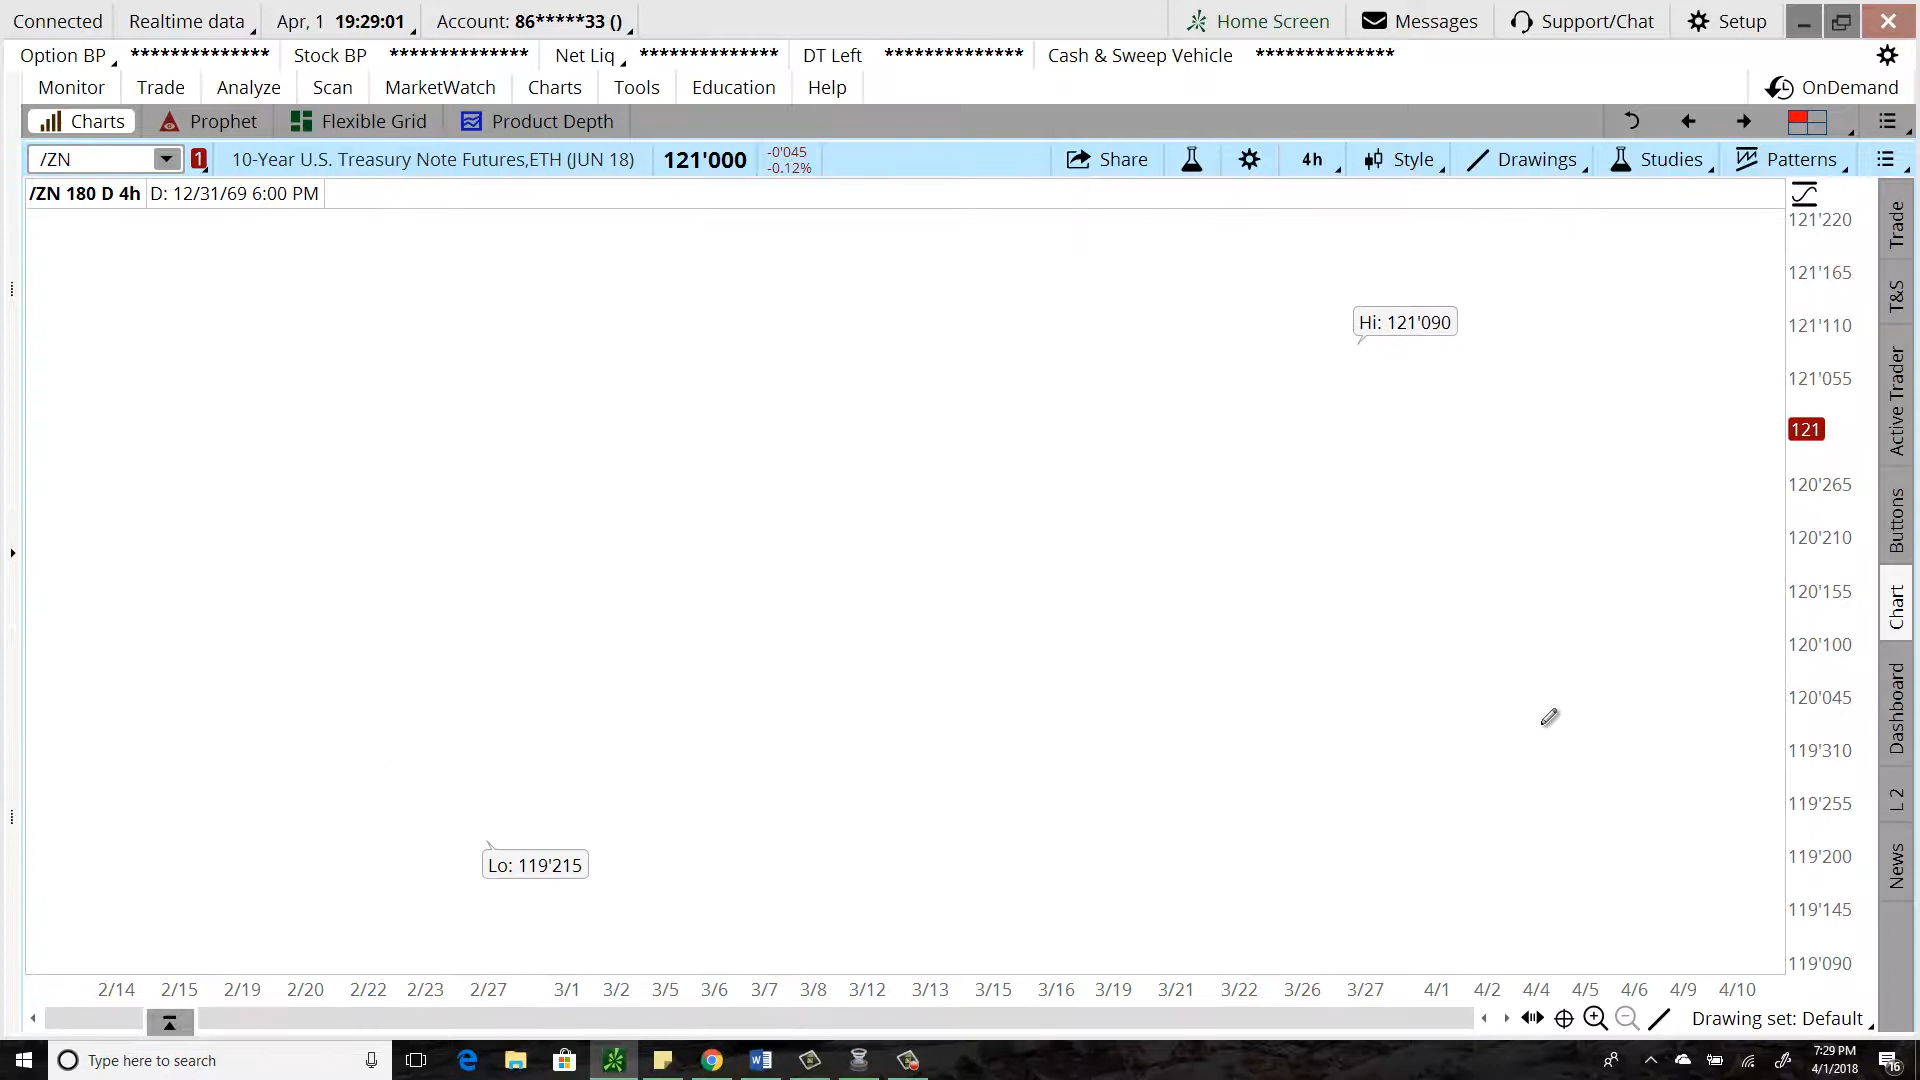 Connected Realtime data Apr, 1 19:29:01 Account: 86*****33 () Home Screen Messages Support/Chat Setup
Option BP ************** Stock BP ************** Net Liq ************** DT Left ************** Cash & Sweep Vehicle **************
Monitor Trade Analyze Scan MarketWatch Charts Tools Education Help OnDemand
Charts Prophet Flexible Grid Product Depth
/ZN 1 10-Year U.S. Treasury Note Futures,ETH (JUN 18) 121'000 -0'045 -0.12% Share 4h Style Drawings Studies Patterns
/ZN 180 D 4h D: 12/31/69 6:00 PM
121'220
121'165
Hi: 121'090
121'110
121'055
121
120'265
120'210
120'155
120'100
120'045
119'310
119'255
119'200
Lo: 119'215
119'145
119'090
Trade
T&S
Active Trader
Buttons
Chart
Dashboard
L 2
News
2/14 2/15 2/19 2/20 2/22 2/23 2/27 3/1 3/2 3/5 3/6 3/7 3/8 3/12 3/13 3/15 3/16 3/19 3/21 3/22 3/26 3/27 4/1 4/2 4/4 4/5 4/6 4/9 4/10
Drawing set: Default
Type here to search
7:29 PM
4/1/2018
16